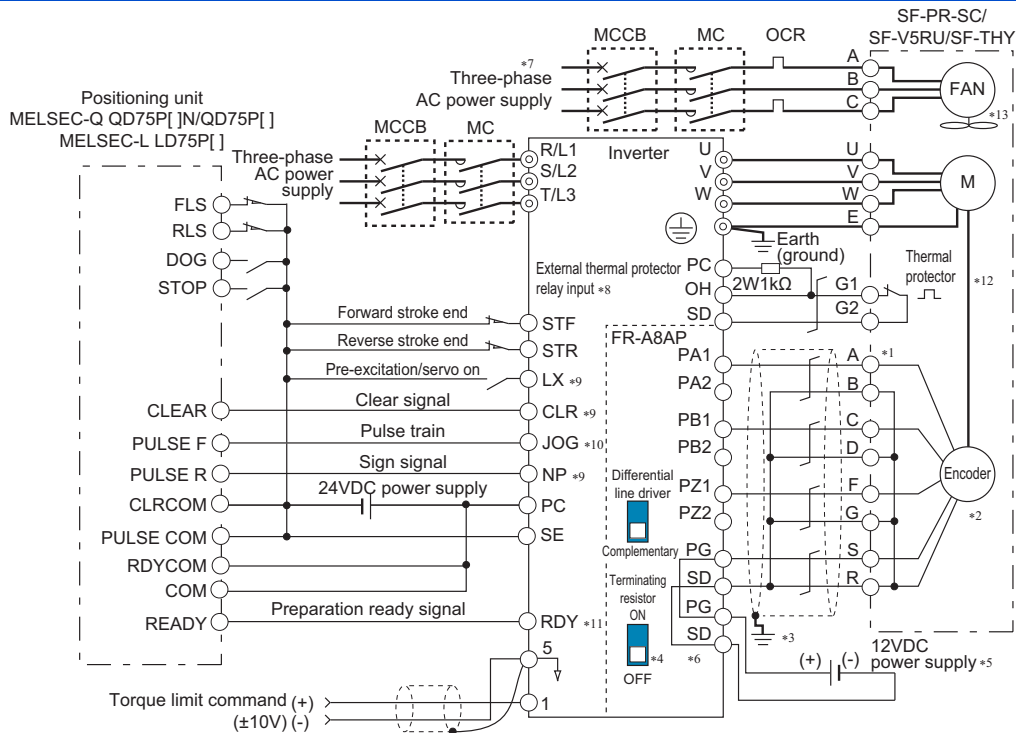 SF-PR-SC/
SF-V5RU/SF-THY
MCCB
MC
OCR
*7
Three-phase
AC power supply
A
B
C
FAN
*13
Positioning unit
MELSEC-Q QD75P[ ]N/QD75P[ ]
MELSEC-L LD75P[ ]
MCCB
MC
Three-phase
AC power
supply
R/L1
S/L2
T/L3
Inverter
U
V
W
U
V
W
E
M
Earth
(ground)
FLS
RLS
DOG
STOP
External thermal protector
relay input *8
PC
OH
SD
2W1kΩ
G1
G2
Thermal
protector
*12
Forward stroke end
STF
Reverse stroke end
STR
Pre-excitation/servo on
LX *9
FR-A8AP
PA1
PA2
PB1
PB2
PZ1
PZ2
PG
SD
PG
SD
A
*1
B
C
D
F
G
S
R
Encoder
*2
CLEAR
Clear signal
CLR *9
PULSE F
Pulse train
JOG *10
PULSE R
Sign signal
NP *9
CLRCOM
24VDC power supply
PC
PULSE COM
SE
RDYCOM
COM
READY
Preparation ready signal
RDY *11
Differential
line driver
Complementary
Terminating
resistor
ON
*4
OFF
*6
*3
12VDC
power supply *5
(+)
(-)
5
1
Torque limit command (+)
(±10V) (-)